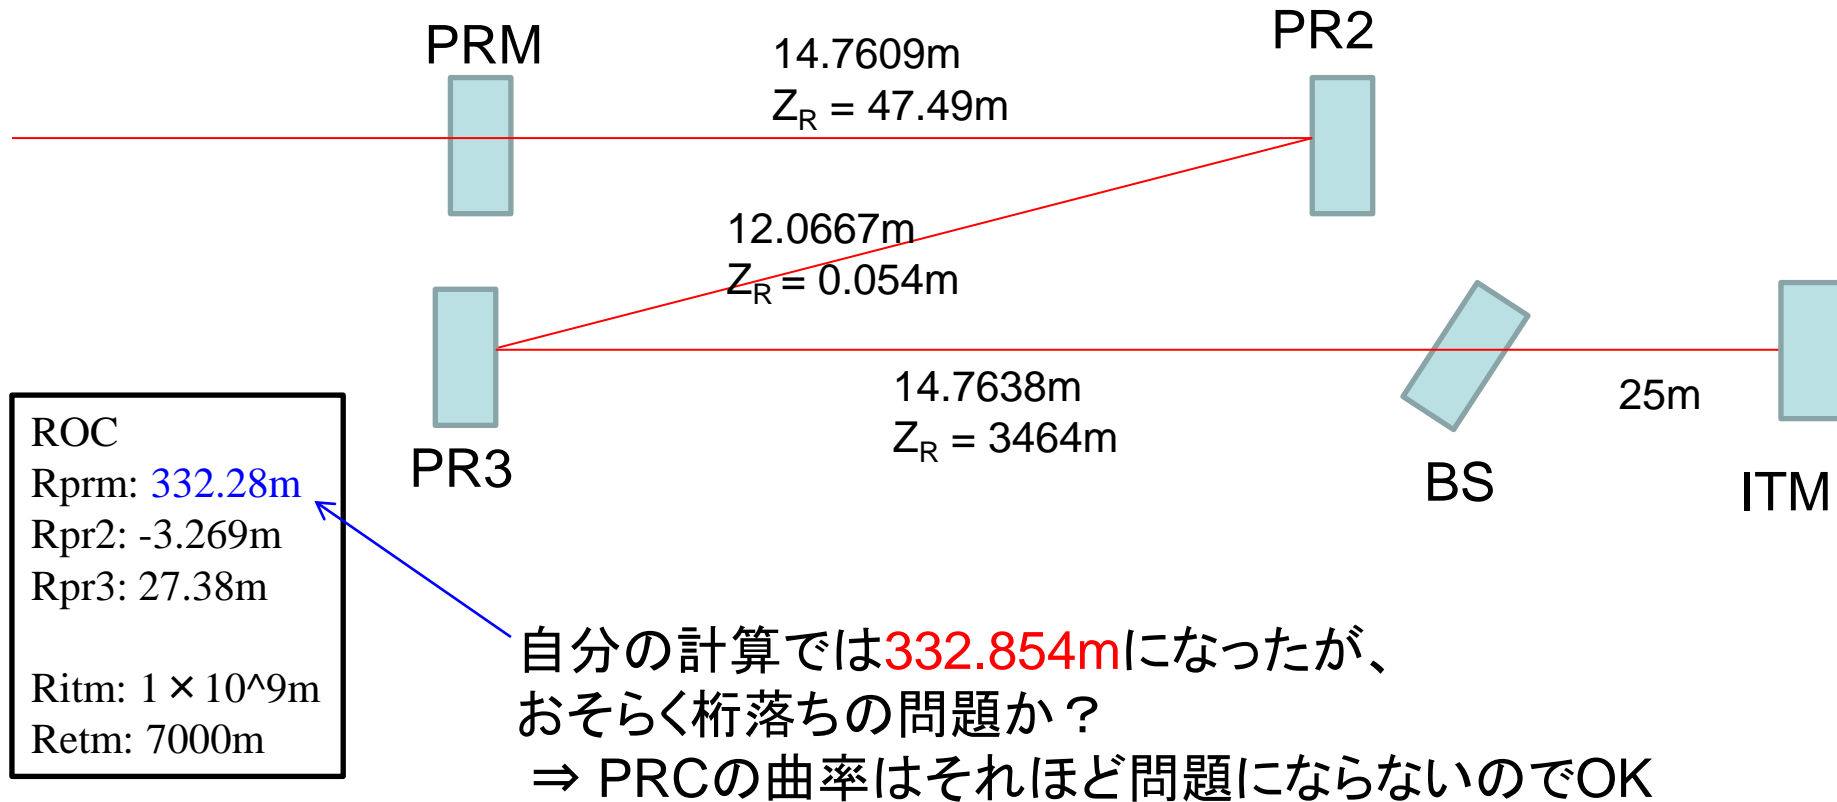 PRM
14.7609m
Z_R = 47.49m
PR2
12.0667m
Z_R = 0.054m
14.7638m
Z_R = 3464m
25m
PR3
BS
ITM
ROC
Rprm: 332.28m
Rpr2: -3.269m
Rpr3: 27.38m
Ritm: 1×10^9m
Retm: 7000m
自分の計算では332.854mになったが、
おそらく桁落ちの問題か？
⇒ PRCの曲率はそれほど問題にならないのでOK